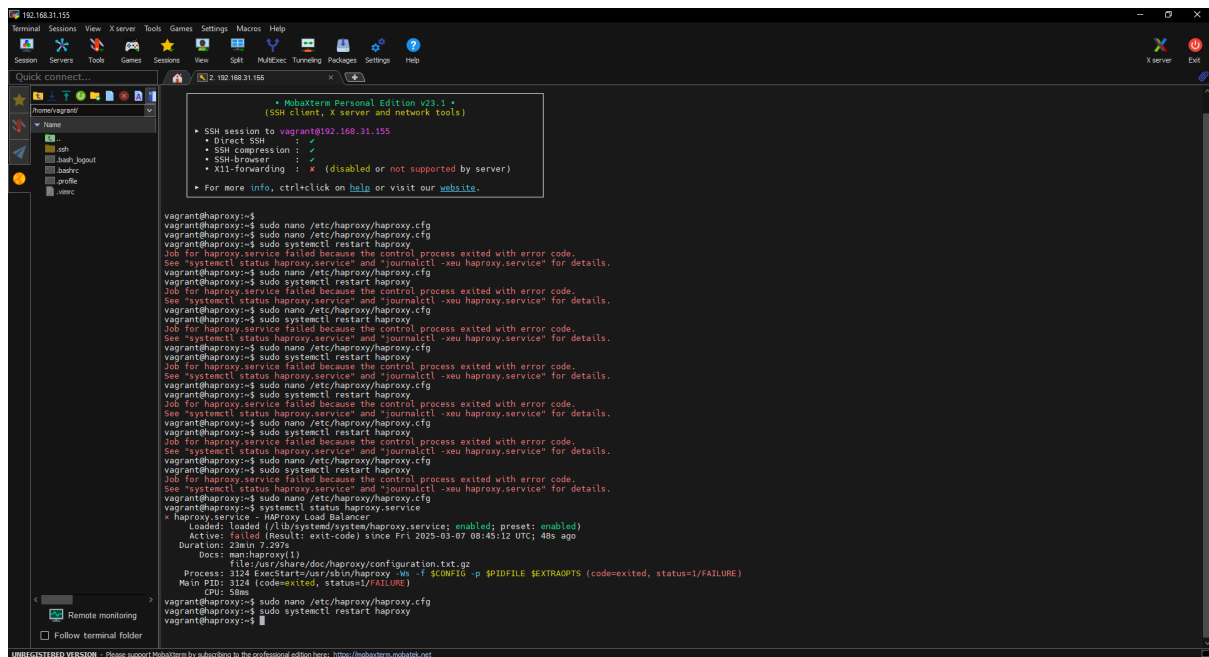 192.168.31.155
Terminal Sessions View X server Tools Games Settings Macros Help
Session Servers Tools Games Sessions View Split MultiExec Tunneling Packages Settings Help
X server Exit
Quick connect...
2. 192.168.31.155
/home/vagrant/
Name
..
.ssh
.bash_logout
.bashrc
.profile
.vimrc
• MobaXterm Personal Edition v23.1 •
(SSH client, X server and network tools)
► SSH session to vagrant@192.168.31.155
• Direct SSH : ✔
• SSH compression : ✔
• SSH-browser : ✔
• X11-forwarding : ✘ (disabled or not supported by server)
► For more info, ctrl+click on help or visit our website.
vagrant@haproxy:~$
vagrant@haproxy:~$ sudo nano /etc/haproxy/haproxy.cfg
vagrant@haproxy:~$ sudo nano /etc/haproxy/haproxy.cfg
vagrant@haproxy:~$ sudo systemctl restart haproxy
Job for haproxy.service failed because the control process exited with error code.
See "systemctl status haproxy.service" and "journalctl -xeu haproxy.service" for details.
vagrant@haproxy:~$ sudo nano /etc/haproxy/haproxy.cfg
vagrant@haproxy:~$ sudo systemctl restart haproxy
Job for haproxy.service failed because the control process exited with error code.
See "systemctl status haproxy.service" and "journalctl -xeu haproxy.service" for details.
vagrant@haproxy:~$ sudo nano /etc/haproxy/haproxy.cfg
vagrant@haproxy:~$ sudo systemctl restart haproxy
Job for haproxy.service failed because the control process exited with error code.
See "systemctl status haproxy.service" and "journalctl -xeu haproxy.service" for details.
vagrant@haproxy:~$ sudo nano /etc/haproxy/haproxy.cfg
vagrant@haproxy:~$ sudo systemctl restart haproxy
Job for haproxy.service failed because the control process exited with error code.
See "systemctl status haproxy.service" and "journalctl -xeu haproxy.service" for details.
vagrant@haproxy:~$ sudo nano /etc/haproxy/haproxy.cfg
vagrant@haproxy:~$ sudo systemctl restart haproxy
Job for haproxy.service failed because the control process exited with error code.
See "systemctl status haproxy.service" and "journalctl -xeu haproxy.service" for details.
vagrant@haproxy:~$ sudo nano /etc/haproxy/haproxy.cfg
vagrant@haproxy:~$ sudo systemctl restart haproxy
Job for haproxy.service failed because the control process exited with error code.
See "systemctl status haproxy.service" and "journalctl -xeu haproxy.service" for details.
vagrant@haproxy:~$ sudo nano /etc/haproxy/haproxy.cfg
vagrant@haproxy:~$ sudo systemctl restart haproxy
Job for haproxy.service failed because the control process exited with error code.
See "systemctl status haproxy.service" and "journalctl -xeu haproxy.service" for details.
vagrant@haproxy:~$ sudo nano /etc/haproxy/haproxy.cfg
vagrant@haproxy:~$ systemctl status haproxy.service
× haproxy.service - HAProxy Load Balancer
Loaded: loaded (/lib/systemd/system/haproxy.service; enabled; preset: enabled)
Active: failed (Result: exit-code) since Fri 2025-03-07 08:45:12 UTC; 48s ago
Duration: 23min 7.297s
Docs: man:haproxy(1)
file:/usr/share/doc/haproxy/configuration.txt.gz
Process: 3124 ExecStart=/usr/sbin/haproxy -Ws -f $CONFIG -p $PIDFILE $EXTRAOPTS (code=exited, status=1/FAILURE)
Main PID: 3124 (code=exited, status=1/FAILURE)
CPU: 58ms
vagrant@haproxy:~$ sudo nano /etc/haproxy/haproxy.cfg
vagrant@haproxy:~$ sudo systemctl restart haproxy
vagrant@haproxy:~$
Remote monitoring
Follow terminal folder
UNREGISTERED VERSION - Please support MobaXterm by subscribing to the professional edition here: https://mobaxterm.mobatek.net